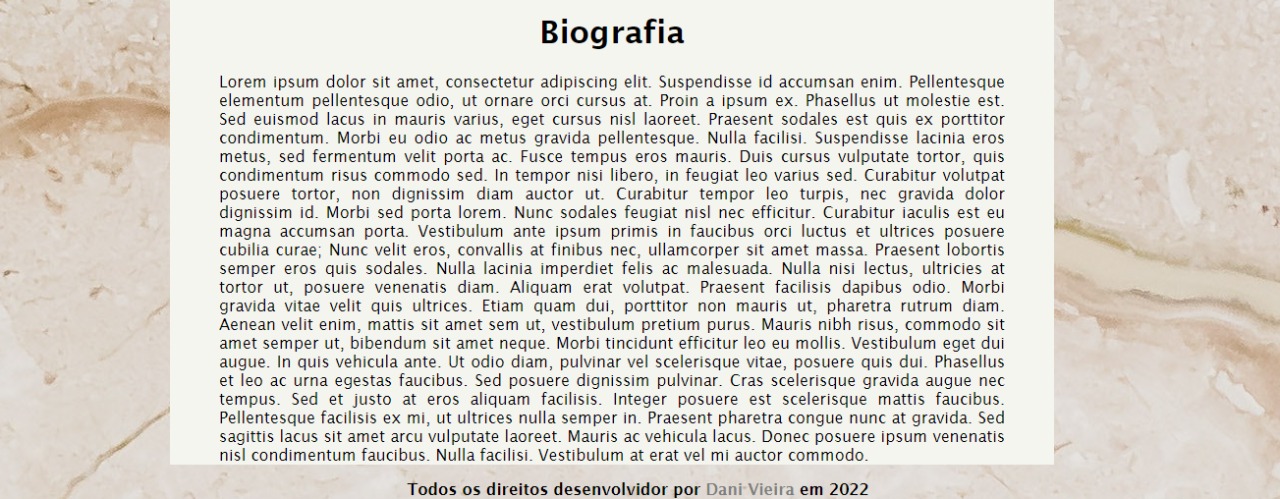 Biografia
Lorem ipsum dolor sit amet, consectetur adipiscing elit. Suspendisse id accumsan enim. Pellentesque
elementum pellentesque odio, ut ornare orci cursus at. Proin a ipsum ex. Phasellus ut molestie est.
Sed euismod lacus in mauris varius, eget cursus nisl laoreet. Praesent sodales est quis ex porttitor
condimentum. Morbi eu odio ac metus gravida pellentesque. Nulla facilisi. Suspendisse lacinia eros
metus, sed fermentum velit porta ac. Fusce tempus eros mauris. Duis cursus vulputate tortor, quis
condimentum risus commodo sed. In tempor nisi libero, in feugiat leo varius sed. Curabitur volutpat
posuere tortor, non dignissim diam auctor ut. Curabitur tempor leo turpis, nec gravida dolor
dignissim id. Morbi sed porta lorem. Nunc sodales feugiat nisl nec efficitur. Curabitur iaculis est eu
magna accumsan porta. Vestibulum ante ipsum primis in faucibus orci luctus et ultrices posuere
cubilia curae; Nunc velit eros, convallis at finibus nec, ullamcorper sit amet massa. Praesent lobortis
semper eros quis sodales. Nulla lacinia imperdiet felis ac malesuada. Nulla nisi lectus, ultricies at
tortor ut, posuere venenatis diam. Aliquam erat volutpat. Praesent facilisis dapibus odio. Morbi
gravida vitae velit quis ultrices. Etiam quam dui, porttitor non mauris ut, pharetra rutrum diam.
Aenean velit enim, mattis sit amet sem ut, vestibulum pretium purus. Mauris nibh risus, commodo sit
amet semper ut, bibendum sit amet neque. Morbi tincidunt efficitur leo eu mollis. Vestibulum eget dui
augue. In quis vehicula ante. Ut odio diam, pulvinar vel scelerisque vitae, posuere quis dui. Phasellus
et leo ac urna egestas faucibus. Sed posuere dignissim pulvinar. Cras scelerisque gravida augue nec
tempus. Sed et justo at eros aliquam facilisis. Integer posuere est scelerisque mattis faucibus.
Pellentesque facilisis ex mi, ut ultrices nulla semper in. Praesent pharetra congue nunc at gravida. Sed
sagittis lacus sit amet arcu vulputate laoreet. Mauris ac vehicula lacus. Donec posuere ipsum venenatis
nisl condimentum faucibus. Nulla facilisi. Vestibulum at erat vel mi auctor commodo.
Todos os direitos desenvolvidor por Dani Vieira em 2022